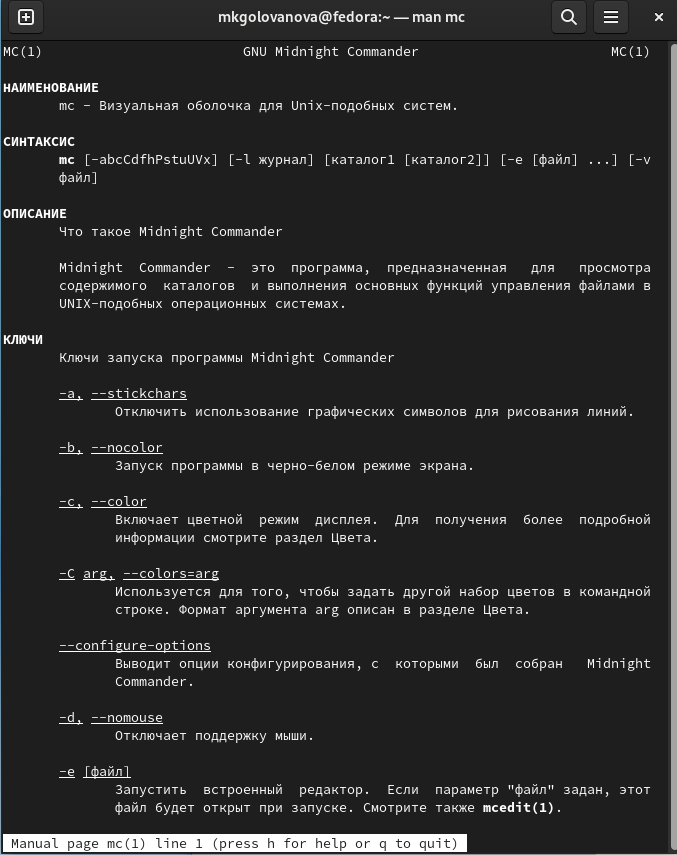 mkgolovanova@fedora:~ — man mc
MC(1) GNU Midnight Commander MC(1)
НАИМЕНОВАНИЕ
mc - Визуальная оболочка для Unix-подобных систем.
СИНТАКСИС
mc [-abcCdfhPstuUVx] [-l журнал] [каталог1 [каталог2]] [-e [файл] ...] [-v
файл]
ОПИСАНИЕ
Что такое Midnight Commander
Midnight Commander - это программа, предназначенная для просмотра
содержимого каталогов и выполнения основных функций управления файлами в
UNIX-подобных операционных системах.
КЛЮЧИ
Ключи запуска программы Midnight Commander
-a, --stickchars
Отключить использование графических символов для рисования линий.
-b, --nocolor
Запуск программы в черно-белом режиме экрана.
-c, --color
Включает цветной режим дисплея. Для получения более подробной
информации смотрите раздел Цвета.
-C arg, --colors=arg
Используется для того, чтобы задать другой набор цветов в командной
строке. Формат аргумента arg описан в разделе Цвета.
--configure-options
Выводит опции конфигурирования, с которыми был собран Midnight
Commander.
-d, --nomouse
Отключает поддержку мыши.
-e [файл]
Запустить встроенный редактор. Если параметр "файл" задан, этот
файл будет открыт при запуске. Смотрите также mcedit(1).
Manual page mc(1) line 1 (press h for help or q to quit)